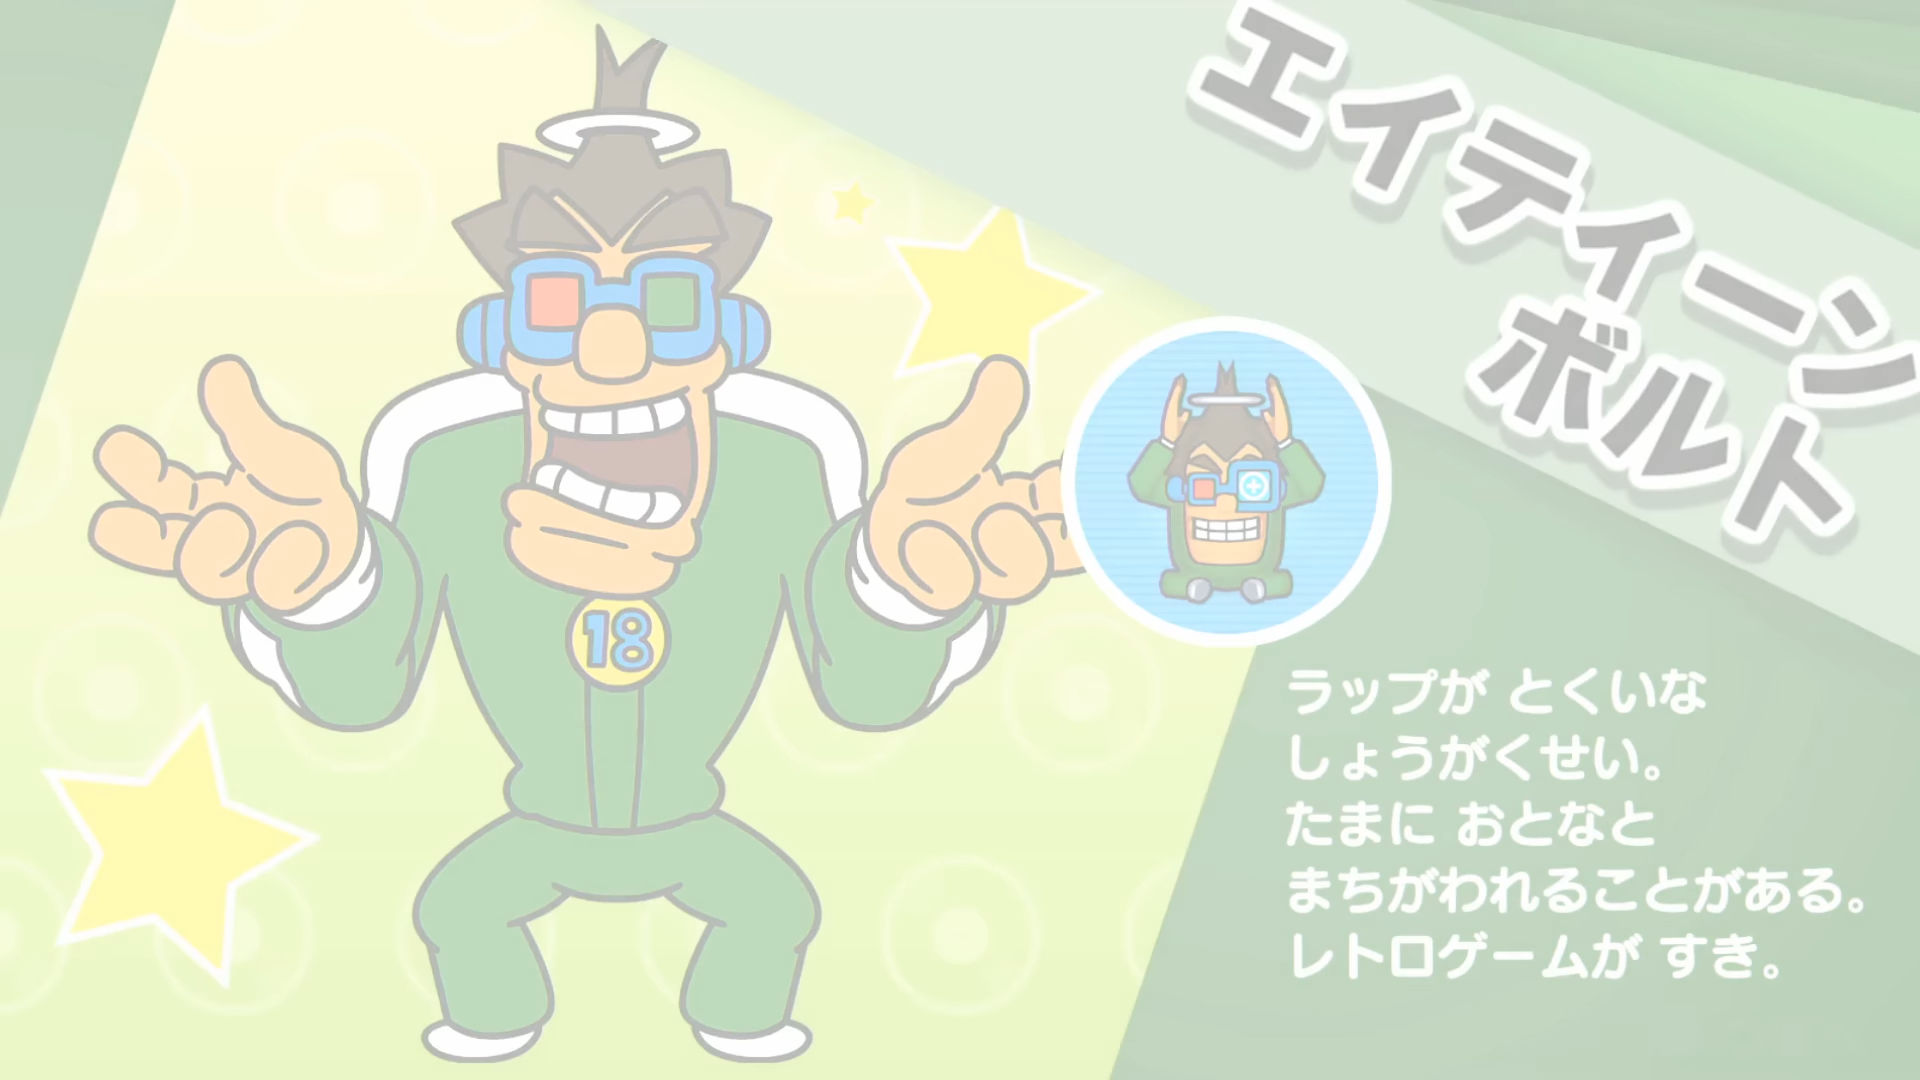 エイティーン
ボルト
18
ラップが とくいな
しょうがくせい。
たまに おとなと
まちがわれることがある。
レトロゲームが すき。